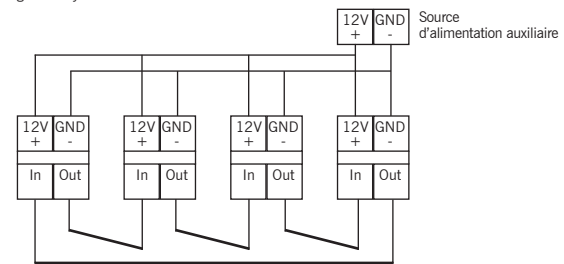 12V GND Source
+ - d'alimentation auxiliaire
12V GND 12V GND 12V GND 12V GND
+ - + - + - + -
In Out In Out In Out In Out